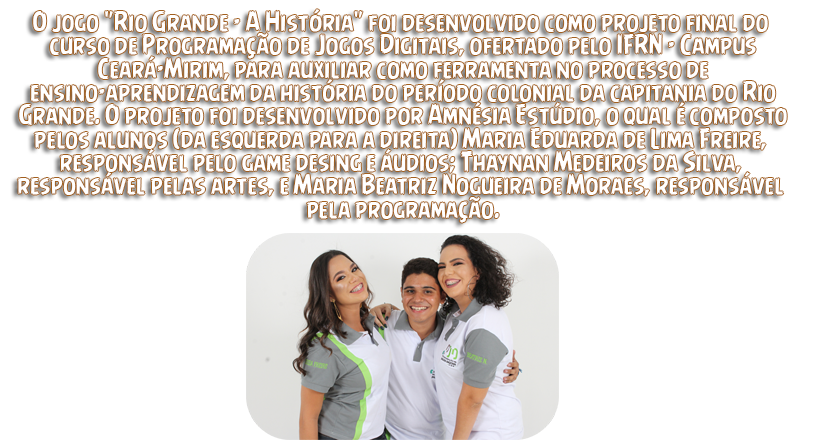 O jogo "Rio Grande - A História" foi desenvolvido como projeto final do
curso de Programação de Jogos Digitais, ofertado pelo IFRN - Campus
Ceará-Mirim, para auxiliar como ferramenta no processo de
ensino-aprendizagem da história do período colonial da capitania do Rio
Grande. O projeto foi desenvolvido por Amnésia Estúdio, o qual é composto
pelos alunos (da esquerda para a direita) Maria Eduarda de Lima Freire,
responsável pelo game desing e áudios; Thaynan Medeiros da Silva,
responsável pelas artes, e Maria Beatriz Nogueira de Moraes, responsável
pela programação.